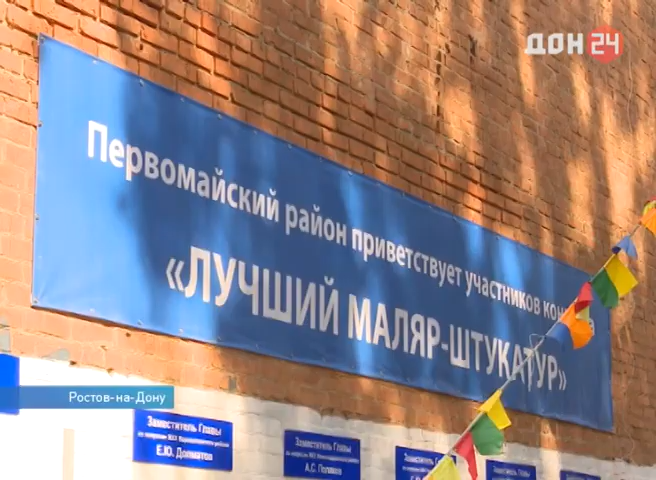 ДОН 24
Первомайский район приветствует участников
«ЛУЧШИЙ МАЛЯР-ШТУКАТУР»
Ростов-на-Дону
Заместитель Главы
Е.Ю. Долматов
Заместитель Главы
А.С. Поляков
Заместитель Главы